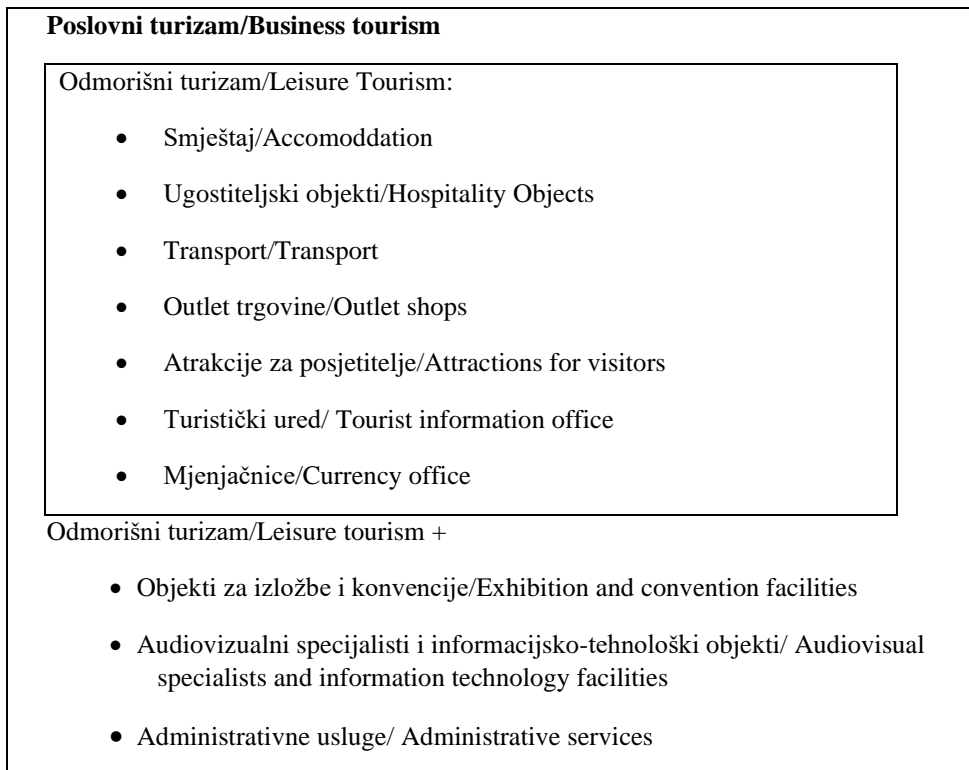 Poslovni turizam/Business tourism
Odmorišni turizam/Leisure Tourism:
• Smještaj/Accomoddation
• Ugostiteljski objekti/Hospitality Objects
• Transport/Transport
• Outlet trgovine/Outlet shops
• Atrakcije za posjetitelje/Attractions for visitors
• Turistički ured/ Tourist information office
• Mjenjačnice/Currency office
Odmorišni turizam/Leisure tourism +
• Objekti za izložbe i konvencije/Exhibition and convention facilities
• Audiovizualni specijalisti i informacijsko-tehnološki objekti/ Audiovisual
specialists and information technology facilities
• Administrativne usluge/ Administrative services